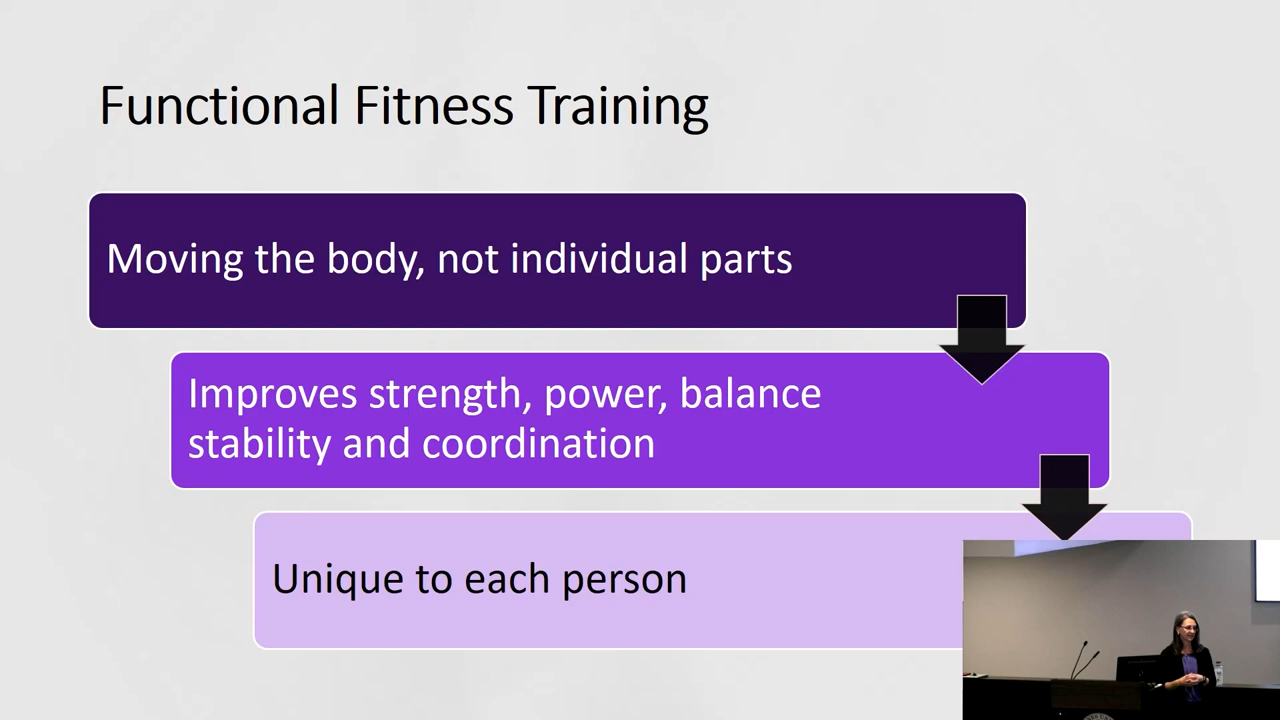 Functional Fitness Training
Moving the body, not individual parts
Improves strength, power, balance
stability and coordination
Unique to each person